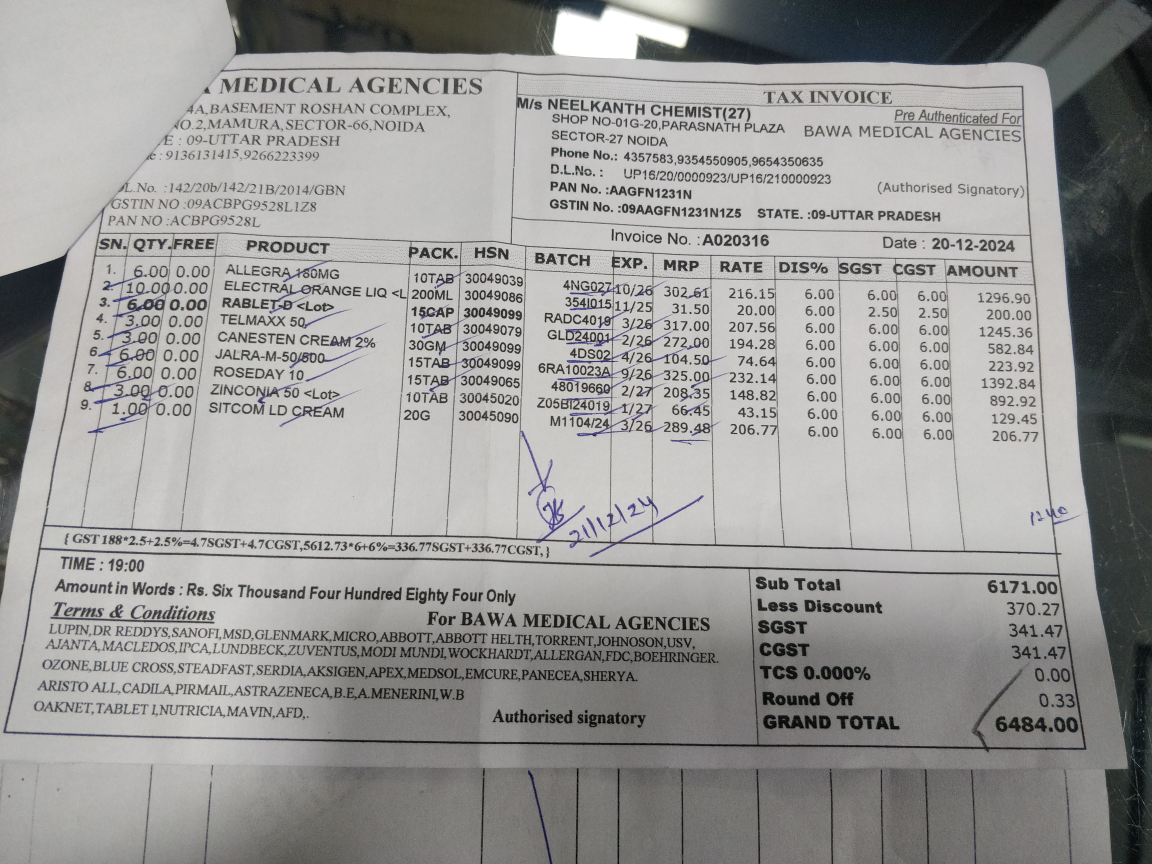 MEDICAL AGENCIES
4A,BASEMENT ROSHAN COMPLEX,
NO.2,MAMURA,SECTOR-66,NOIDA
E : 09-UTTAR PRADESH
e : 9136131415,9266223399
L.No. :142/20b/142/21B/2014/GBN
GSTIN NO :09ACBPG9528L1Z8
PAN NO :ACBPG9528L
TAX INVOICE
M/s NEELKANTH CHEMIST(27)
SHOP NO-01G-20,PARASNATH PLAZA
SECTOR-27 NOIDA
Phone No.: 4357583,9354550905,9654350635
D.L.No.: UP16/20/0000923/UP16/210000923
PAN No. :AAGFN1231N
GSTIN No. :09AAGFN1231N1Z5 STATE. :09-UTTAR PRADESH
Pre Authenticated For
BAWA MEDICAL AGENCIES
(Authorised Signatory)
Invoice No. :A020316 Date : 20-12-2024
SN. QTY. FREE PRODUCT PACK. HSN BATCH EXP. MRP RATE DIS% SGST CGST AMOUNT
1. 6.00 0.00 ALLEGRA 180MG 10TAB 30049039 4NG027 10/26 302.61 216.15 6.00 6.00 6.00 1296.90
2. 10.00 0.00 ELECTRAL ORANGE LIQ <L 200ML 30049086 354J015 11/25 31.50 20.00 6.00 2.50 2.50 200.00
3. 6.00 0.00 RABLET-D <Lot> 15CAP 30049099 RADC4019 3/26 317.00 207.56 6.00 6.00 6.00 1245.36
4. 3.00 0.00 TELMAXX 50 10TAB 30049079 GLD24001 2/26 272.00 194.28 6.00 6.00 6.00 582.84
5. 3.00 0.00 CANESTEN CREAM 2% 30GM 30049099 4DS02 4/26 104.50 74.64 6.00 6.00 6.00 223.92
6. 6.00 0.00 JALRA-M-50/500 15TAB 30049099 6RA10023A 9/26 325.00 232.14 6.00 6.00 6.00 1392.84
7. 6.00 0.00 ROSEDAY 10 15TAB 30049065 48019660 2/27 208.35 148.82 6.00 6.00 6.00 892.92
8. 3.00 0.00 ZINCONIA 50 <Lot> 10TAB 30045020 Z05BI24019 1/27 66.45 43.15 6.00 6.00 6.00 129.45
9. 1.00 0.00 SITCOM LD CREAM 20G 30045090 M1104/24 3/26 289.48 206.77 6.00 6.00 6.00 206.77
21/12/24
1240
{ GST 188*2.5+2.5%=4.7SGST+4.7CGST,5612.73*6+6%=336.77SGST+336.77CGST, }
TIME : 19:00
Amount in Words : Rs. Six Thousand Four Hundred Eighty Four Only
Terms & Conditions For BAWA MEDICAL AGENCIES
LUPIN,DR REDDYS,SANOFI,MSD,GLENMARK,MICRO,ABBOTT,ABBOTT HELTH,TORRENT,JOHNOSON,USV,
AJANTA,MACLEDOS,IPCA,LUNDBECK,ZUVENTUS,MODI MUNDI,WOCKHARDT,ALLERGAN,FDC,BOEHRINGER.
OZONE,BLUE CROSS,STEADFAST,SERDIA,AKSIGEN,APEX,MEDSOL,EMCURE,PANECEA,SHERYA.
ARISTO ALL,CADILA,PIRMAIL,ASTRAZENECA,B.E,A.MENERINI,W.B
OAKNET,TABLET I,NUTRICIA,MAVIN,AFD,.
Authorised signatory
Sub Total 6171.00
Less Discount 370.27
SGST 341.47
CGST 341.47
TCS 0.000% 0.00
Round Off 0.33
GRAND TOTAL 6484.00